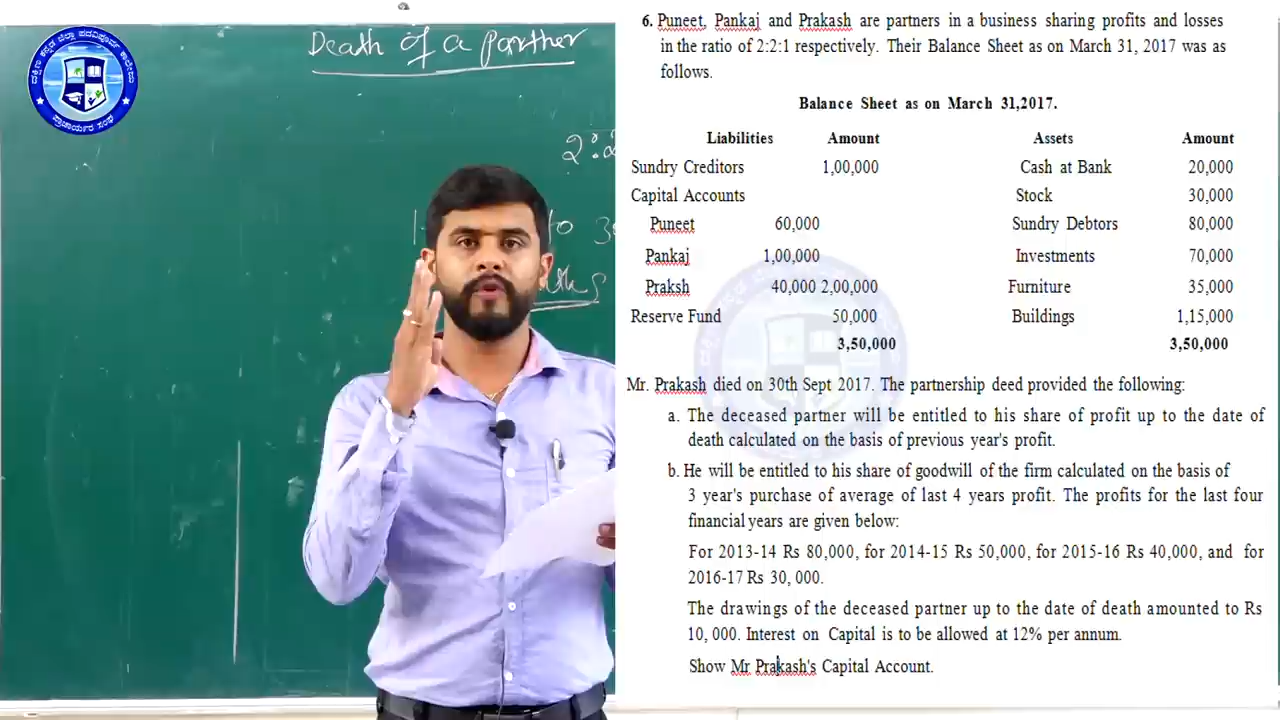 Death of a Partner
2:2
to 30
6. Puneet, Pankaj and Prakash are partners in a business sharing profits and losses
in the ratio of 2:2:1 respectively. Their Balance Sheet as on March 31, 2017 was as
follows.
Balance Sheet as on March 31,2017.
Liabilities Amount Assets Amount
Sundry Creditors 1,00,000 Cash at Bank 20,000
Capital Accounts Stock 30,000
Puneet 60,000 Sundry Debtors 80,000
Pankaj 1,00,000 Investments 70,000
Praksh 40,000 2,00,000 Furniture 35,000
Reserve Fund 50,000 Buildings 1,15,000
3,50,000 3,50,000
Mr. Prakash died on 30th Sept 2017. The partnership deed provided the following:
a. The deceased partner will be entitled to his share of profit up to the date of
death calculated on the basis of previous year's profit.
b. He will be entitled to his share of goodwill of the firm calculated on the basis of
3 year's purchase of average of last 4 years profit. The profits for the last four
financial years are given below:
For 2013-14 Rs 80,000, for 2014-15 Rs 50,000, for 2015-16 Rs 40,000, and for
2016-17 Rs 30, 000.
The drawings of the deceased partner up to the date of death amounted to Rs
10, 000. Interest on Capital is to be allowed at 12% per annum.
Show Mr Prakash's Capital Account.